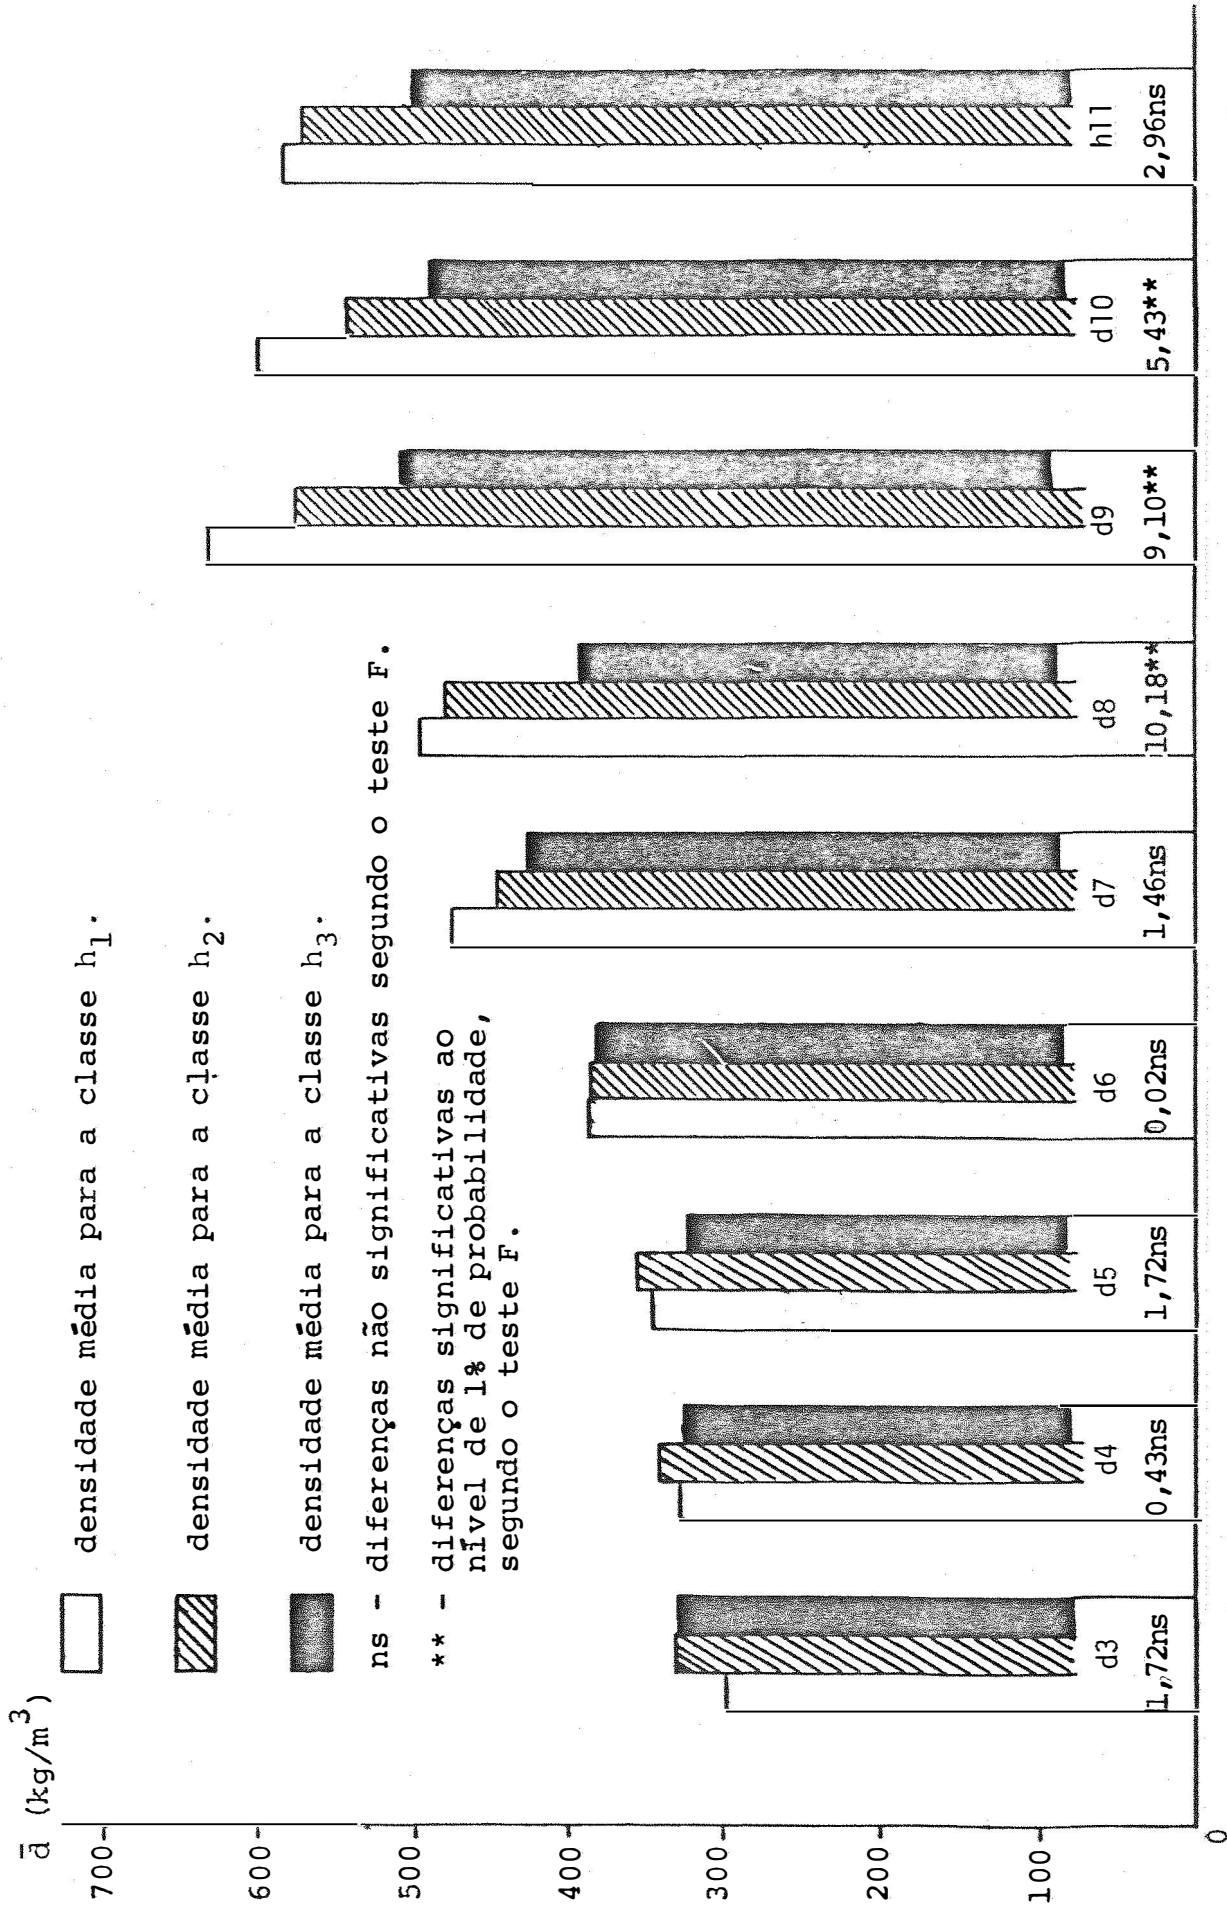 d̄ (kg/m³)
700
600
500
400
300
200
100
0
densidade média para a classe h₁.
densidade média para a classe h₂.
densidade média para a classe h₃.
ns - diferenças não significativas segundo o teste F.
** - diferenças significativas ao
nível de 1% de probabilidade,
segundo o teste F.
d3 d4 d5 d6 d7 d8 d9 d10 h11
1,72ns 0,43ns 1,72ns 0,02ns 1,46ns 10,18** 9,10** 5,43** 2,96ns